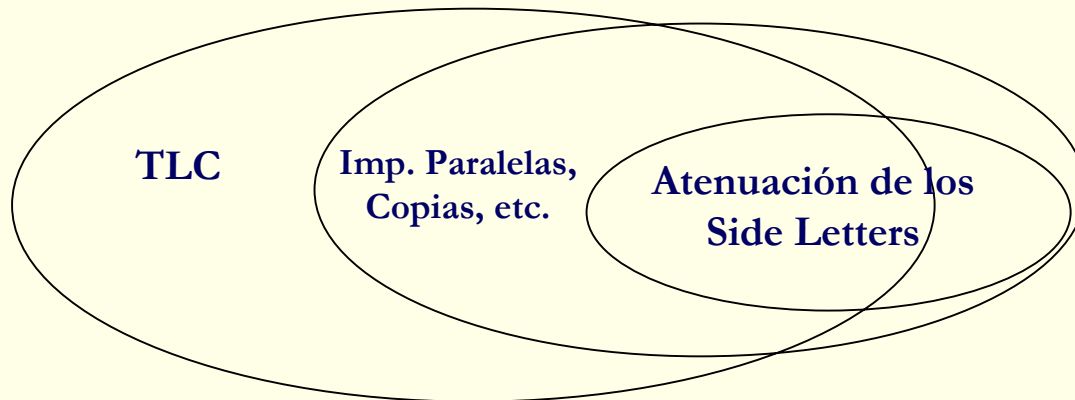 TLC
Imp. Paralelas,
Copias, etc.
Atenuación de los
Side Letters